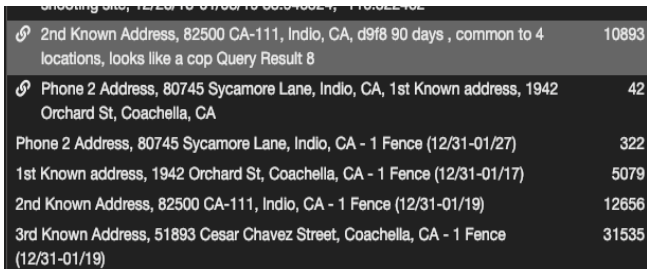 shooting site,
2nd Known Address, 82500 CA-111, Indio, CA, d9f8 90 days , common to 4 10893
locations, looks like a cop Query Result 8
Phone 2 Address, 80745 Sycamore Lane, Indio, CA, 1st Known address, 1942 42
Orchard St, Coachella, CA
Phone 2 Address, 80745 Sycamore Lane, Indio, CA - 1 Fence (12/31-01/27) 322
1st Known address, 1942 Orchard St, Coachella, CA - 1 Fence (12/31-01/17) 5079
2nd Known Address, 82500 CA-111, Indio, CA - 1 Fence (12/31-01/19) 12656
3rd Known Address, 51893 Cesar Chavez Street, Coachella, CA - 1 Fence 31535
(12/31-01/19)